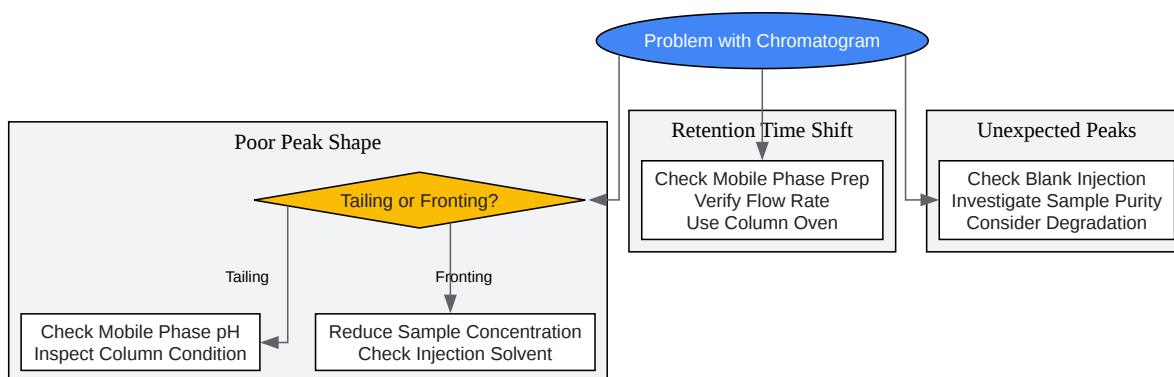 Problem with Chromatogram
Poor Peak Shape
Tailing or Fronting?
Tailing
Fronting
Check Mobile Phase pH
Inspect Column Condition
Reduce Sample Concentration
Check Injection Solvent
Retention Time Shift
Check Mobile Phase Prep
Verify Flow Rate
Use Column Oven
Unexpected Peaks
Check Blank Injection
Investigate Sample Purity
Consider Degradation